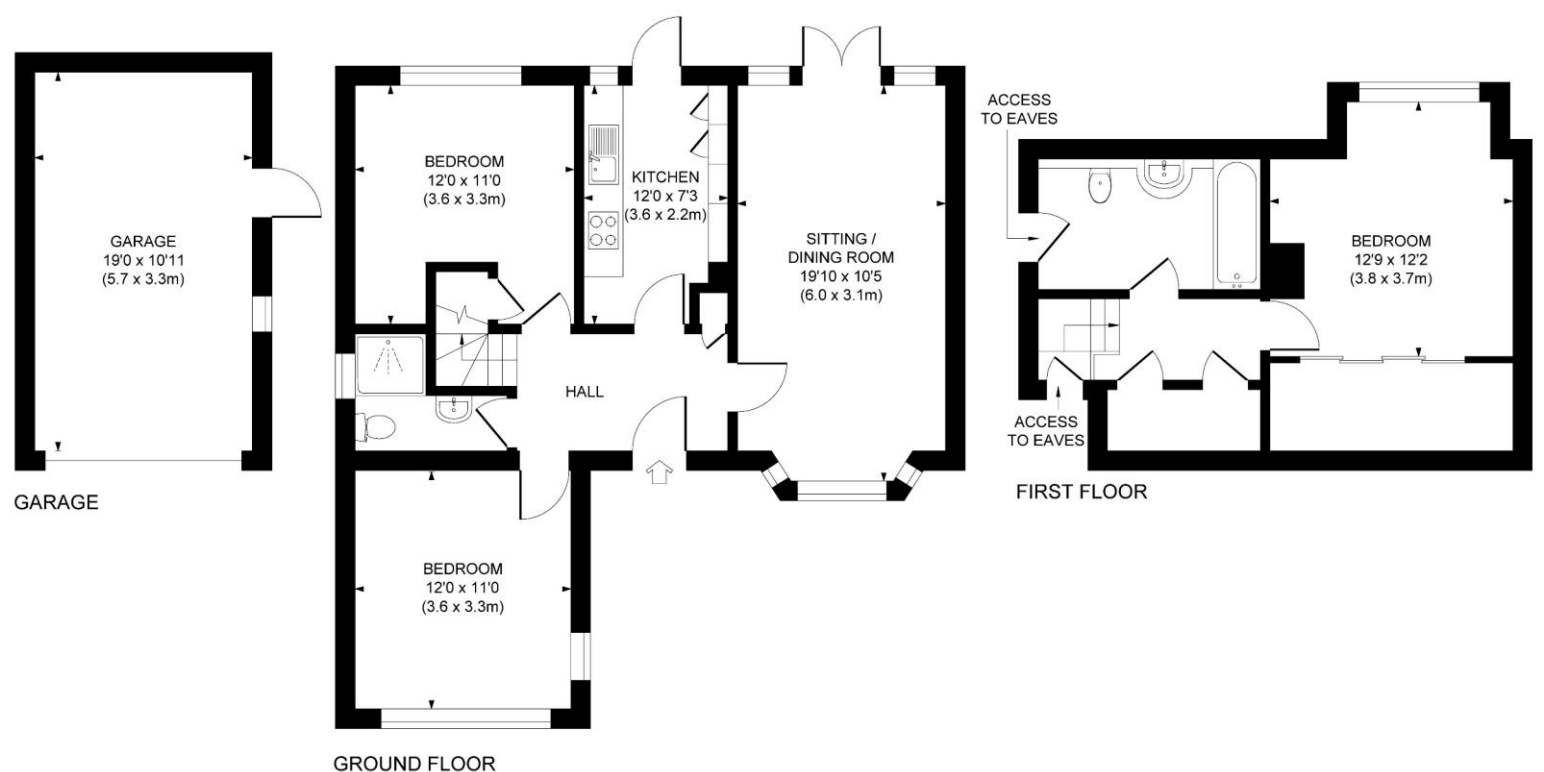 GARAGE
19'0 x 10'11
(5.7 x 3.3m)
GARAGE
BEDROOM
12'0 x 11'0
(3.6 x 3.3m)
KITCHEN
12'0 x 7'3
(3.6 x 2.2m)
SITTING /
DINING ROOM
19'10 x 10'5
(6.0 x 3.1m)
HALL
BEDROOM
12'0 x 11'0
(3.6 x 3.3m)
GROUND FLOOR
ACCESS
TO EAVES
BEDROOM
12'9 x 12'2
(3.8 x 3.7m)
ACCESS
TO EAVES
FIRST FLOOR